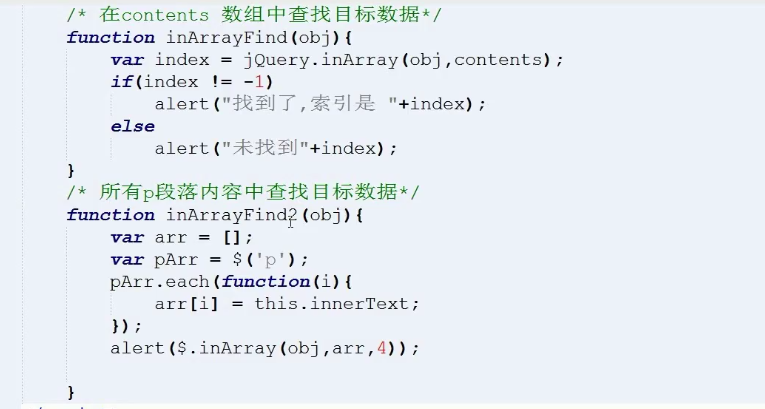 /* 在contents 数组中查找目标数据*/
function inArrayFind(obj){
var index = jQuery.inArray(obj,contents);
if(index != -1)
alert("找到了,索引是 "+index);
else
alert("未找到"+index);
}
/* 所有p段落内容中查找目标数据*/
function inArrayFind2(obj){
var arr = [];
var pArr = $('p');
pArr.each(function(i){
arr[i] = this.innerText;
});
alert($.inArray(obj,arr,4));
}